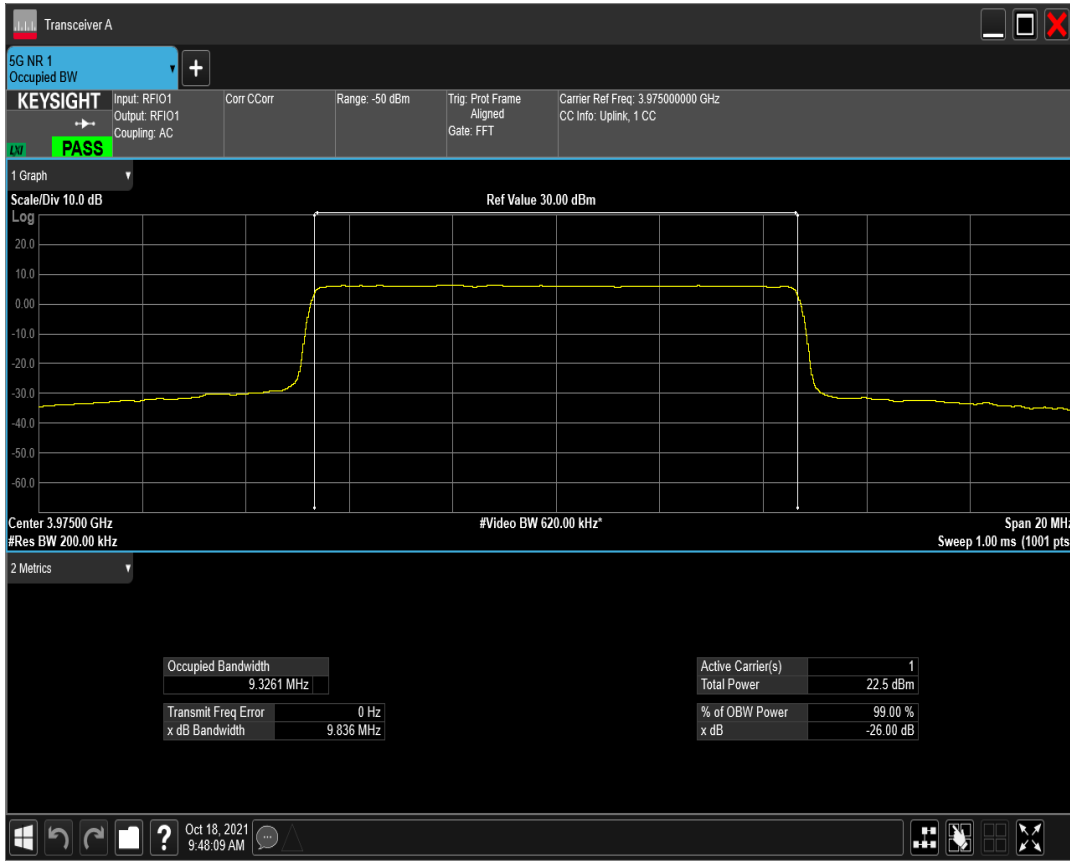 Transceiver A
5G NR 1
Occupied BW
KEYSIGHT
Input: RFIO1
Output: RFIO1
Coupling: AC
Corr CCorr
Range: -50 dBm
Trig: Prot Frame
Aligned
Gate: FFT
Carrier Ref Freq: 3.975000000 GHz
CC Info: Uplink, 1 CC
LXI
PASS
1 Graph
Scale/Div 10.0 dB
Ref Value 30.00 dBm
Log
20.0
10.0
0.00
-10.0
-20.0
-30.0
-40.0
-50.0
-60.0
Center 3.97500 GHz
#Video BW 620.00 kHz*
Span 20 MHz
#Res BW 200.00 kHz
Sweep 1.00 ms (1001 pts
2 Metrics
Occupied Bandwidth
9.3261 MHz
Transmit Freq Error 0 Hz
x dB Bandwidth 9.836 MHz
Active Carrier(s) 1
Total Power 22.5 dBm
% of OBW Power 99.00 %
x dB -26.00 dB
?
Oct 18, 2021
9:48:09 AM